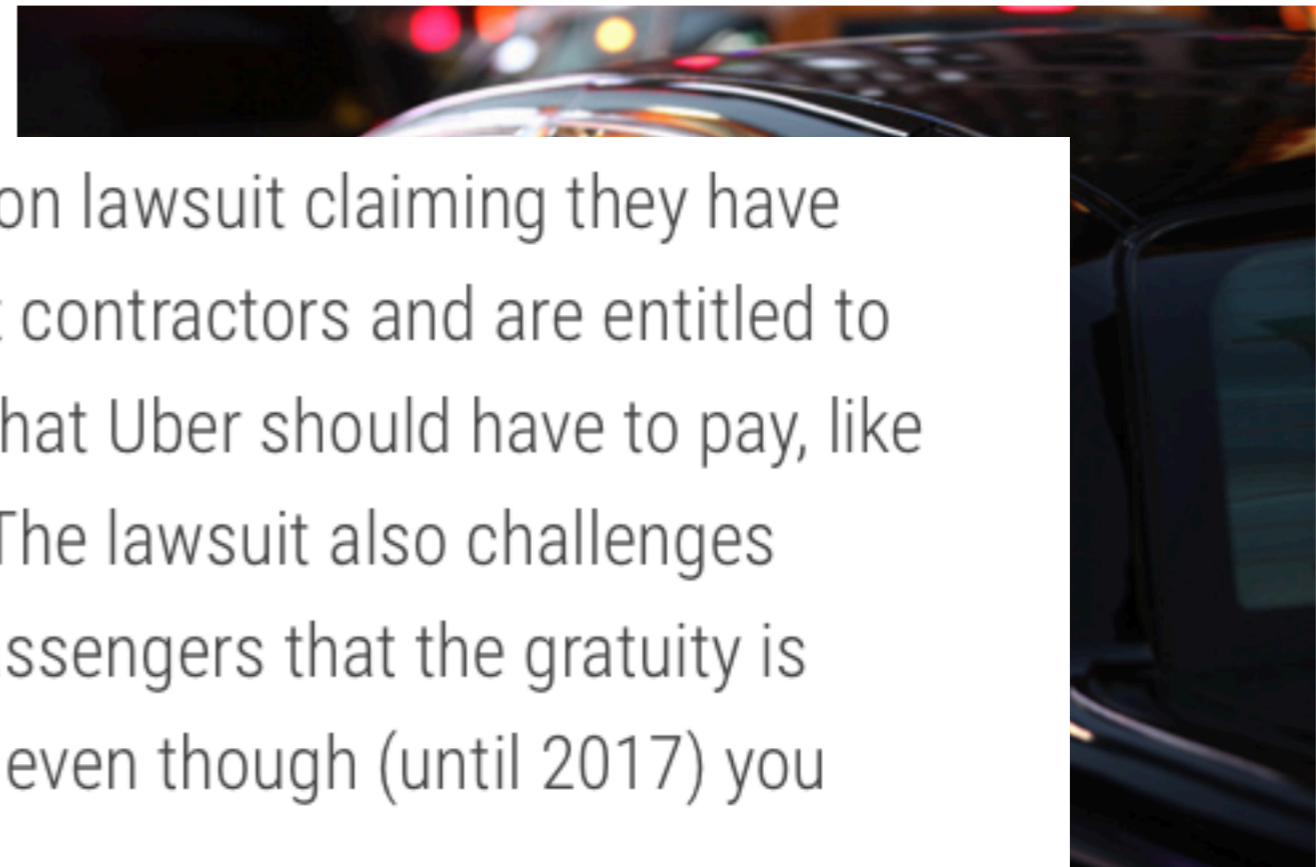 on lawsuit claiming they have
contractors and are entitled to
hat Uber should have to pay, like
The lawsuit also challenges
ssengers that the gratuity is
even though (until 2017) you